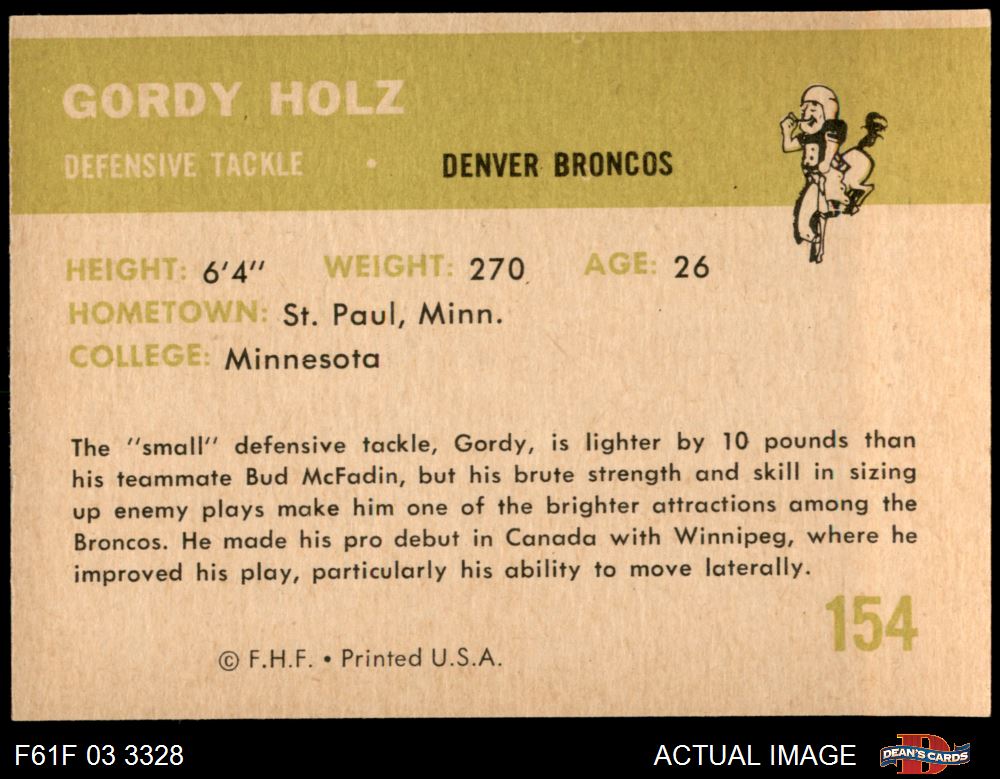 GORDY HOLZ
DEFENSIVE TACKLE • DENVER BRONCOS
HEIGHT: 6'4" WEIGHT: 270 AGE: 26
HOMETOWN: St. Paul, Minn.
COLLEGE: Minnesota
The "small" defensive tackle, Gordy, is lighter by 10 pounds than
his teammate Bud McFadin, but his brute strength and skill in sizing
up enemy plays make him one of the brighter attractions among the
Broncos. He made his pro debut in Canada with Winnipeg, where he
improved his play, particularly his ability to move laterally.
154
© F.H.F. • Printed U.S.A.
F61F 03 3328 ACTUAL IMAGE DEAN'S CARDS